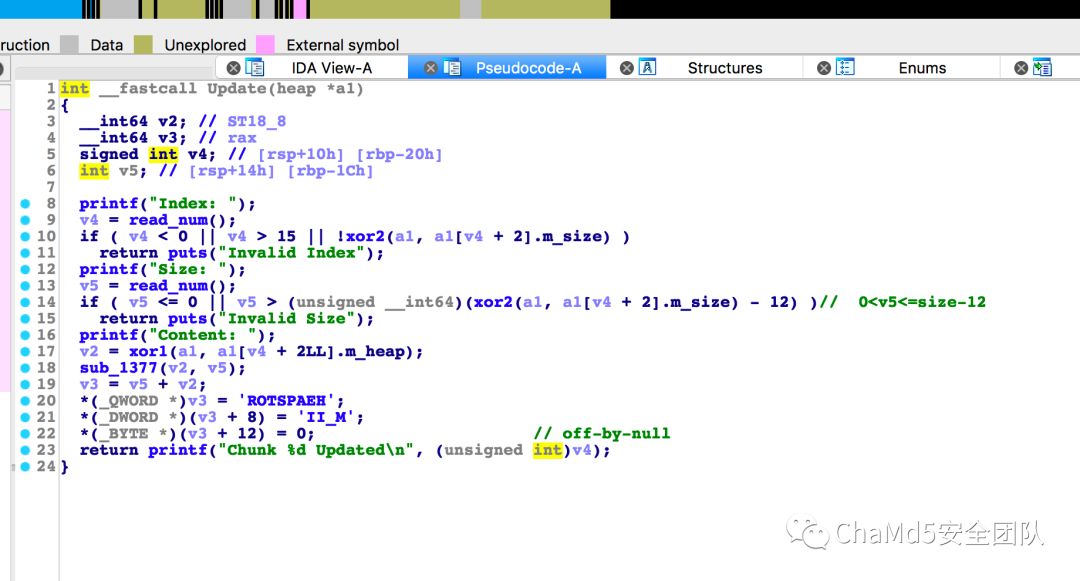 ruction Data Unexplored External symbol
IDA View-A Pseudocode-A Structures Enums
1 int __fastcall Update(heap *a1)
2 {
3 __int64 v2; // ST18_8
4 __int64 v3; // rax
5 signed int v4; // [rsp+10h] [rbp-20h]
6 int v5; // [rsp+14h] [rbp-1Ch]
7
8 printf("Index: ");
9 v4 = read_num();
10 if ( v4 < 0 || v4 > 15 || !xor2(a1, a1[v4 + 2].m_size) )
11 return puts("Invalid Index");
12 printf("Size: ");
13 v5 = read_num();
14 if ( v5 <= 0 || v5 > (unsigned __int64)(xor2(a1, a1[v4 + 2].m_size) - 12) )// 0<v5<=size-12
15 return puts("Invalid Size");
16 printf("Content: ");
17 v2 = xor1(a1, a1[v4 + 2LL].m_heap);
18 sub_1377(v2, v5);
19 v3 = v5 + v2;
20 *(_QWORD *)v3 = 'ROTSPAEH';
21 *(_DWORD *)(v3 + 8) = 'II_M';
22 *(_BYTE *)(v3 + 12) = 0; // off-by-null
23 return printf("Chunk %d Updated\n", (unsigned int)v4);
24 }
ChaMd5安全团队